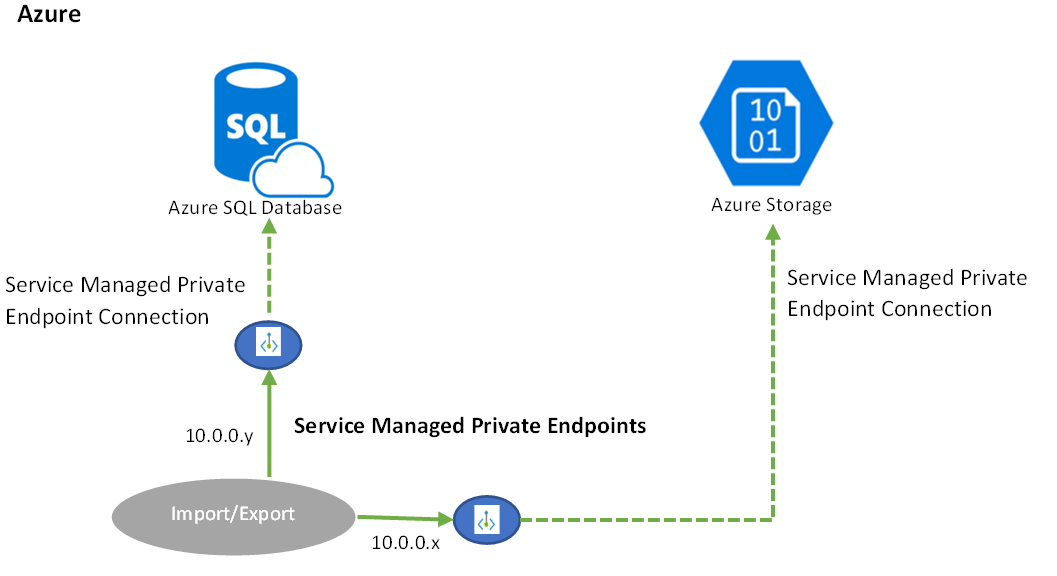 Azure
SQL
10
01
Azure SQL Database
Azure Storage
Service Managed Private
Endpoint Connection
Service Managed Private
Endpoint Connection
10.0.0.y
Service Managed Private Endpoints
Import/Export
10.0.0.x